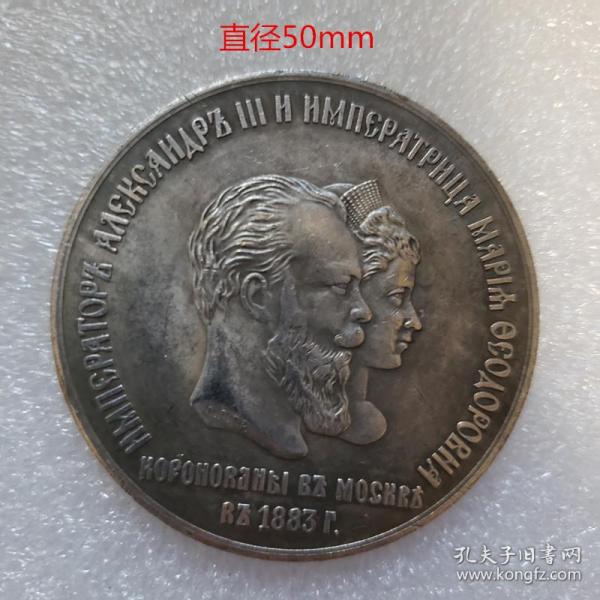 直径50mm
ИМПЕРАТОРЪ АЛЕКСАНДРЪ III И ИМПЕРАТРИЦА МАРІѦ ѲЕОДОРОВНА
КОРОНОВАНЫ ВЪ МОСКВѢ
ВЪ 1883 Г.
孔夫子旧书网
www.kongfz.com